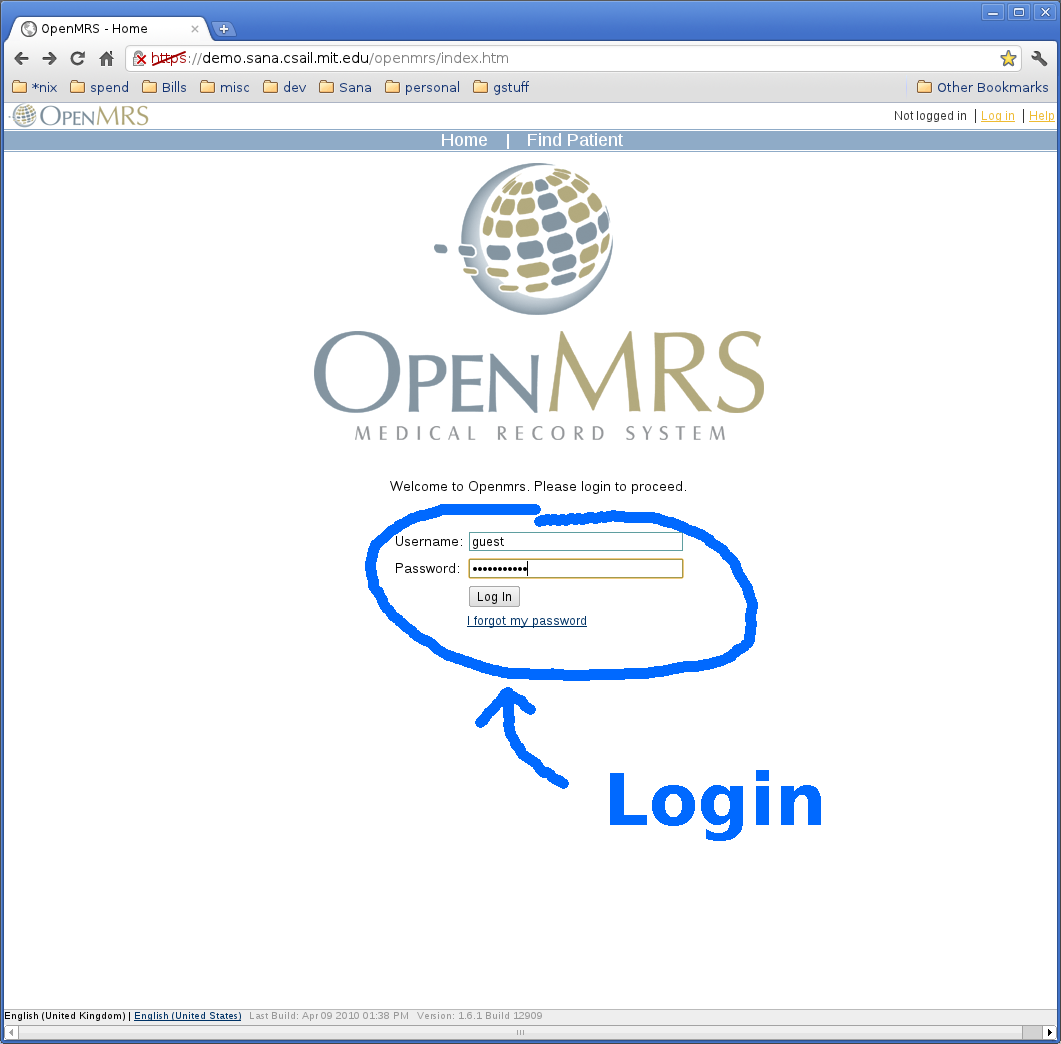 OpenMRS - Home
https://demo.sana.csail.mit.edu/openmrs/index.htm
*nix spend Bills misc dev Sana personal gstuff Other Bookmarks
OPENMRS Not logged in | Log in | Help
Home | Find Patient
OPENMRS
MEDICAL RECORD SYSTEM
Welcome to Openmrs. Please login to proceed.
Username: guest
Password: •••••••••••
Log In
I forgot my password
Login
English (United Kingdom) | English (United States) Last Build: Apr 09 2010 01:38 PM Version: 1.6.1 Build 12909